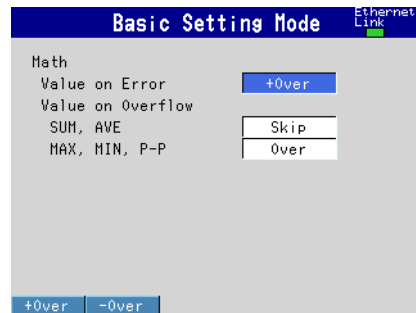 Basic Setting Mode
Ethernet
Link
Math
Value on Error +Over
Value on Overflow
SUM, AVE Skip
MAX, MIN, P-P Over
+Over -Over